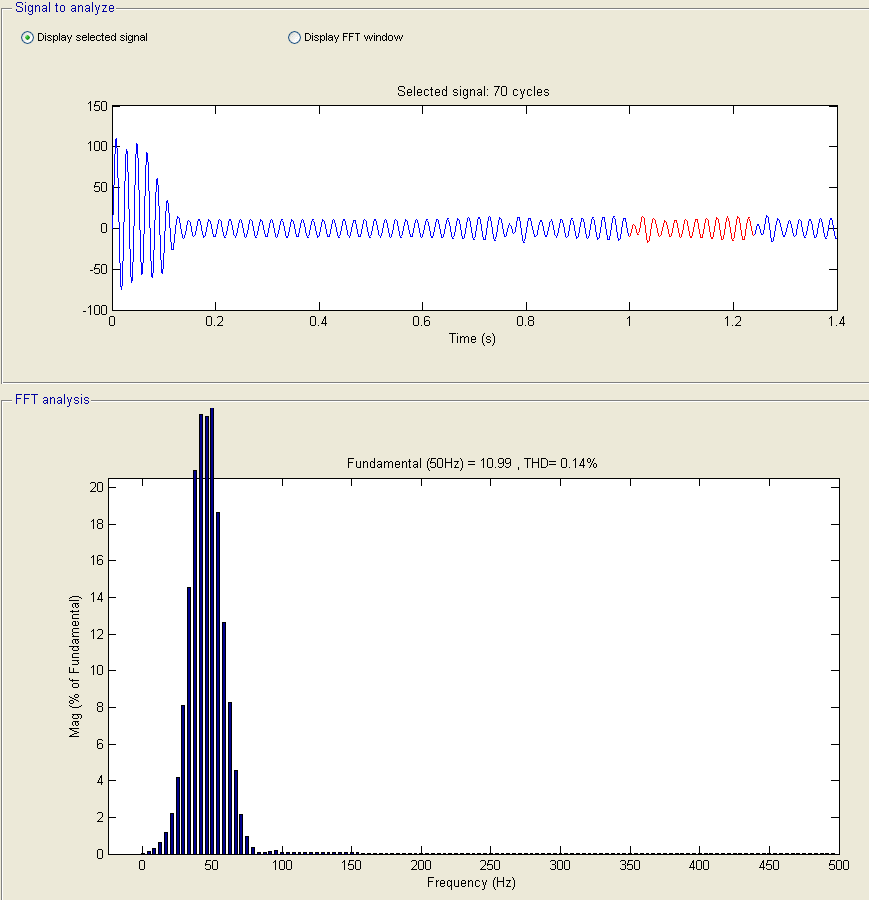 Signal to analyze
Display selected signal Display FFT window
Selected signal: 70 cycles
150
100
50
0
-50
-100
0 0.2 0.4 0.6 0.8 1 1.2 1.4
Time (s)
FFT analysis
Fundamental (50Hz) = 10.99 , THD= 0.14%
20
18
16
14
12
10
8
6
4
2
0
Mag (% of Fundamental)
0 50 100 150 200 250 300 350 400 450 500
Frequency (Hz)